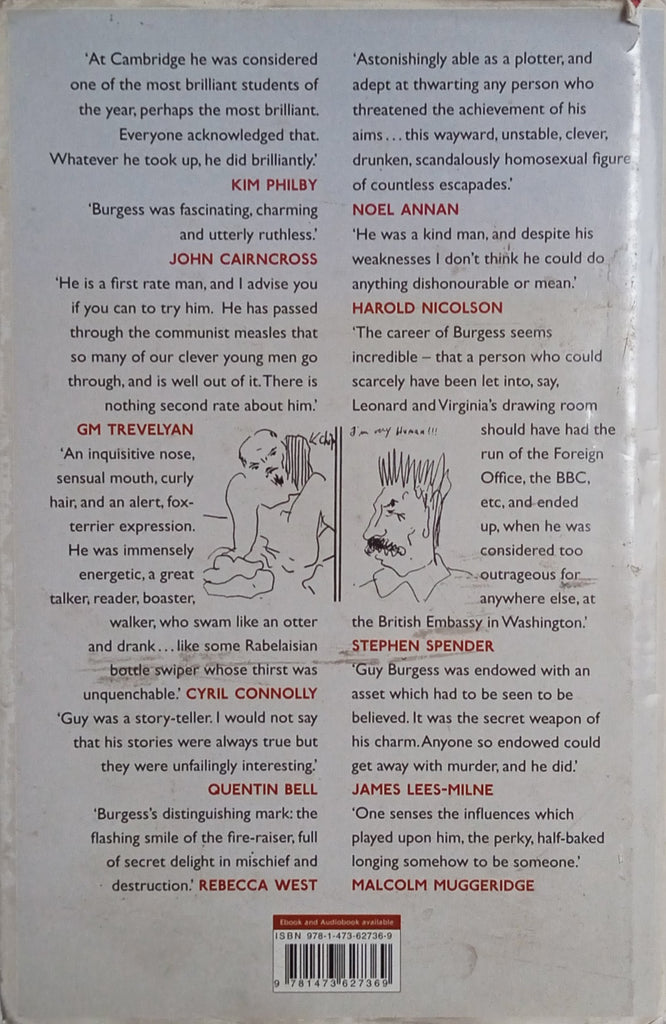 'At Cambridge he was considered
one of the most brilliant students of
the year, perhaps the most brilliant.
Everyone acknowledged that.
Whatever he took up, he did brilliantly.'
KIM PHILBY
'Burgess was fascinating, charming
and utterly ruthless.'
JOHN CAIRNCROSS
'He is a first rate man, and I advise you
if you can to try him. He has passed
through the communist measles that
so many of our clever young men go
through, and is well out of it. There is
nothing second rate about him.'
GM TREVELYAN
'An inquisitive nose,
sensual mouth, curly
hair, and an alert, fox-
terrier expression.
He was immensely
energetic, a great
talker, reader, boaster,
walker, who swam like an otter
and drank...like some Rabelaisian
bottle swiper whose thirst was
unquenchable.' CYRIL CONNOLLY
'Guy was a story-teller. I would not say
that his stories were always true but
they were unfailingly interesting.'
QUENTIN BELL
'Burgess's distinguishing mark: the
flashing smile of the fire-raiser, full
of secret delight in mischief and
destruction.' REBECCA WEST
'Astonishingly able as a plotter, and
adept at thwarting any person who
threatened the achievement of his
aims...this wayward, unstable, clever,
drunken, scandalously homosexual figure
of countless escapades.'
NOEL ANNAN
'He was a kind man, and despite his
weaknesses I don't think he could do
anything dishonourable or mean.'
HAROLD NICOLSON
'The career of Burgess seems
incredible – that a person who could
scarcely have been let into, say,
Leonard and Virginia's drawing room
should have had the
run of the Foreign
Office, the BBC,
etc, and ended
up, when he was
considered too
outrageous for
anywhere else, at
the British Embassy in Washington.'
STEPHEN SPENDER
'Guy Burgess was endowed with an
asset which had to be seen to be
believed. It was the secret weapon of
his charm. Anyone so endowed could
get away with murder, and he did.'
JAMES LEES-MILNE
'One senses the influences which
played upon him, the perky, half-baked
longing somehow to be someone.'
MALCOLM MUGGERIDGE
Ebook and Audiobook available
ISBN 978-1-473-62736-9
9 781473 627369